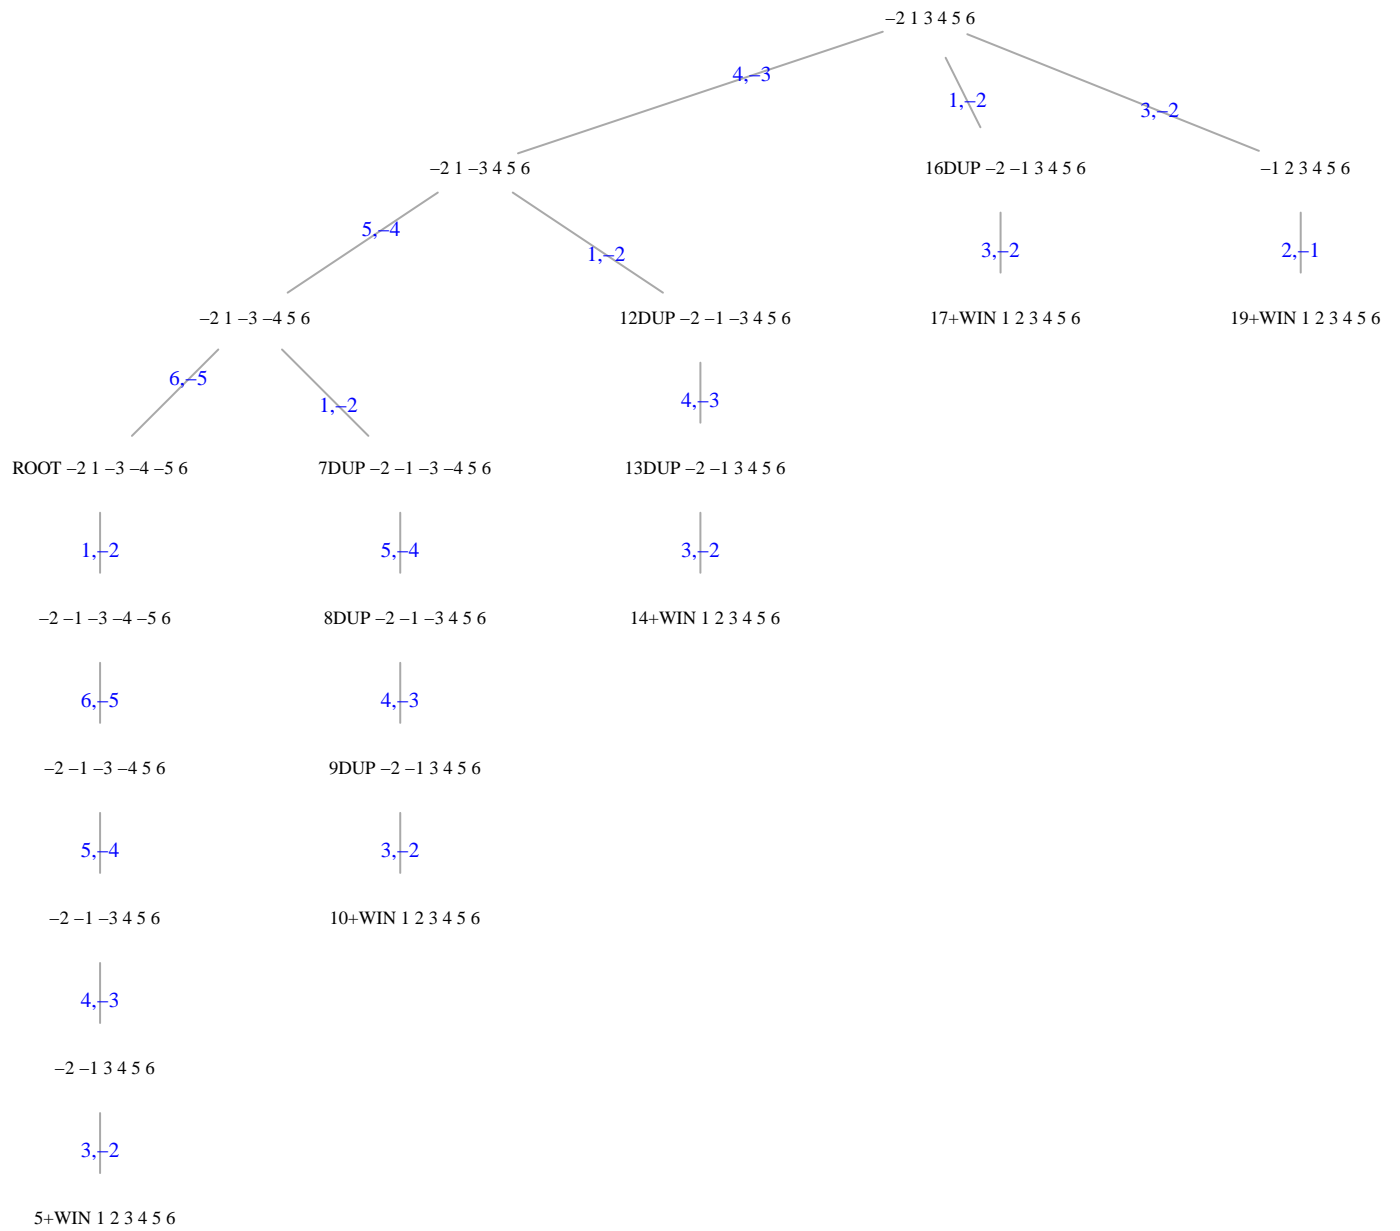 –2 1 3 4 5 6
4,–3
1,–2
3,–2
–2 1 –3 4 5 6
16DUP –2 –1 3 4 5 6
–1 2 3 4 5 6
5,–4
1,–2
3,–2
2,–1
–2 1 –3 –4 5 6
12DUP –2 –1 –3 4 5 6
17+WIN 1 2 3 4 5 6
19+WIN 1 2 3 4 5 6
6,–5
1,–2
4,–3
ROOT –2 1 –3 –4 –5 6
7DUP –2 –1 –3 –4 5 6
13DUP –2 –1 3 4 5 6
1,–2
5,–4
3,–2
–2 –1 –3 –4 –5 6
8DUP –2 –1 –3 4 5 6
14+WIN 1 2 3 4 5 6
6,–5
4,–3
–2 –1 –3 –4 5 6
9DUP –2 –1 3 4 5 6
5,–4
3,–2
–2 –1 –3 4 5 6
10+WIN 1 2 3 4 5 6
4,–3
–2 –1 3 4 5 6
3,–2
5+WIN 1 2 3 4 5 6